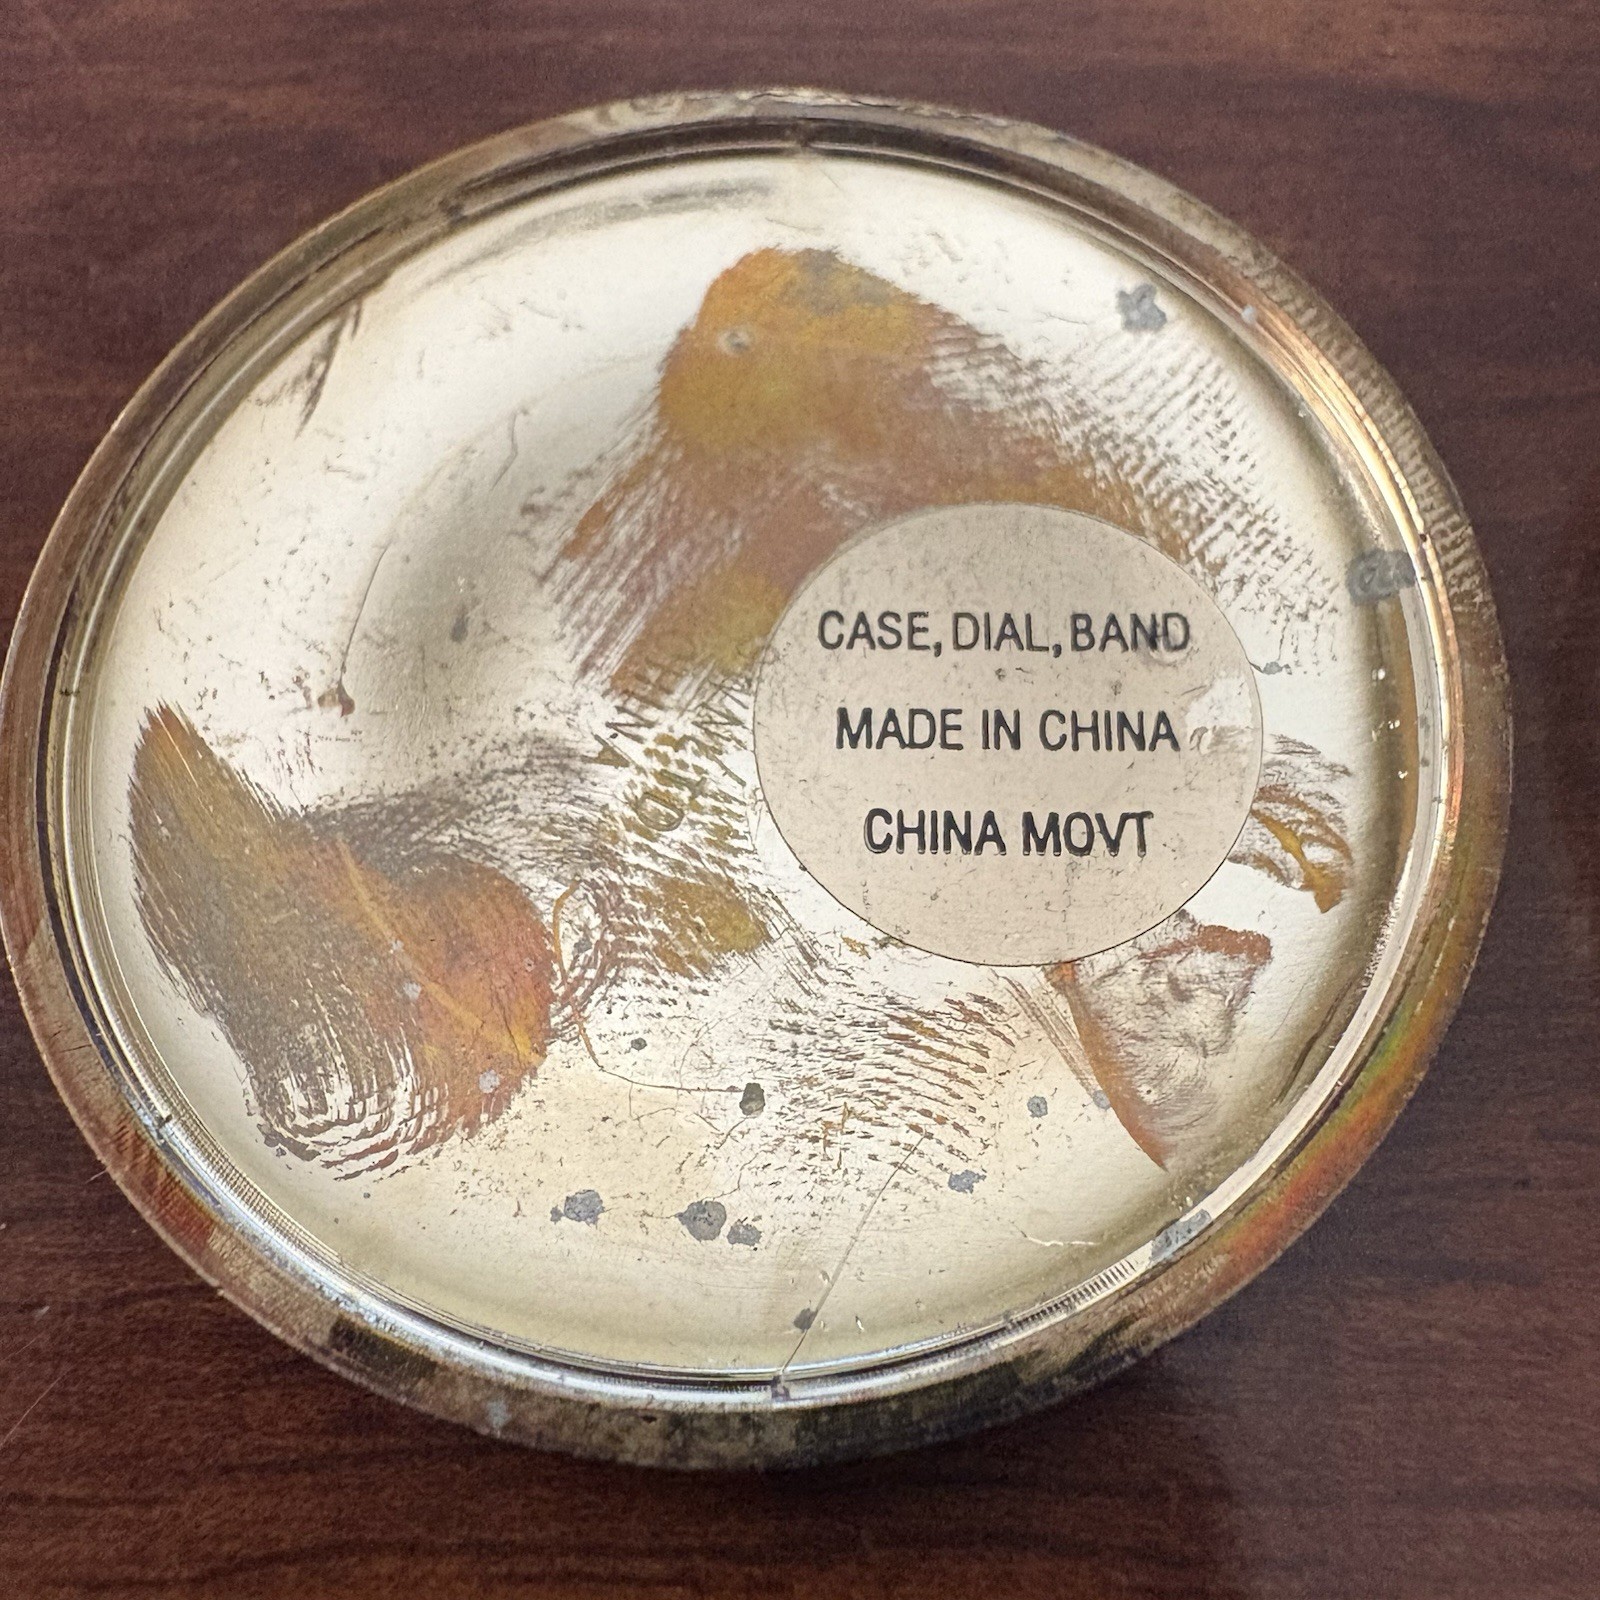 CASE, DIAL, BAND
MADE IN CHINA
CHINA MOVT